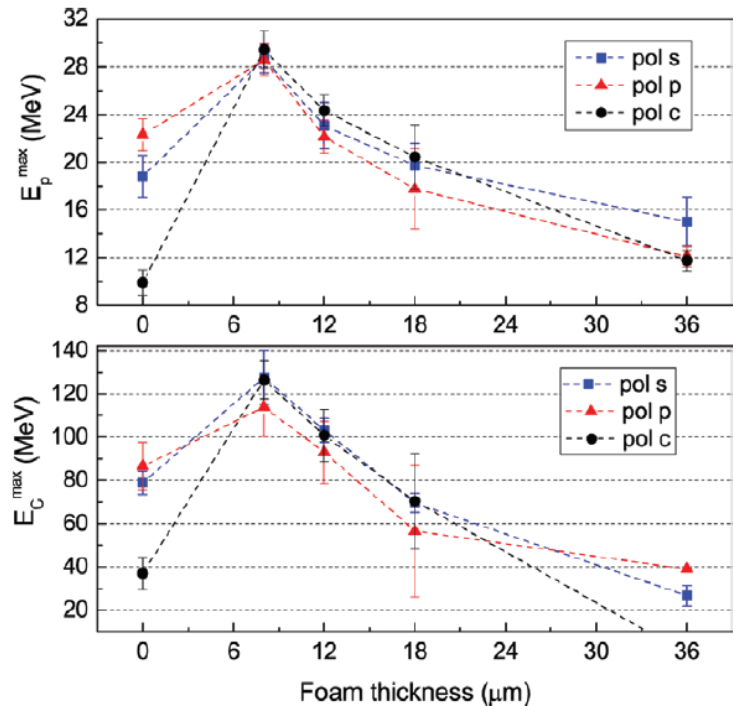 32
28
24
20
16
12
8
E_p^max (MeV)
pol s
pol p
pol c
0 6 12 18 24 30 36
140
120
100
80
60
40
20
E_C^max (MeV)
pol s
pol p
pol c
0 6 12 18 24 30 36
Foam thickness (μm)